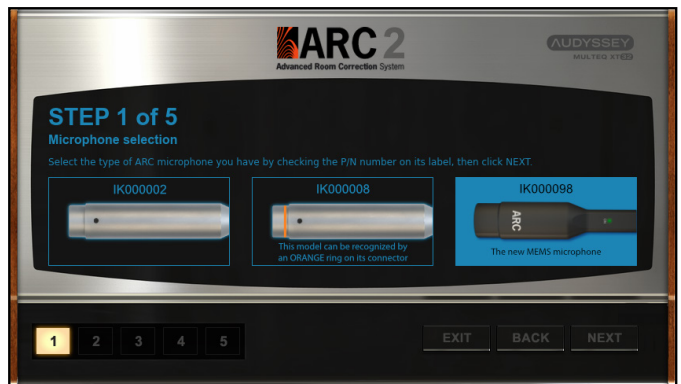 ARC 2
Advanced Room Correction System
AUDYSSEY
MULTEQ XT32
STEP 1 of 5
Microphone selection
Select the type of ARC microphone you have by checking the P/N number on its label, then click NEXT.
IK000002
IK000008
This model can be recognized by
an ORANGE ring on its connector
IK000098
ARC
The new MEMS microphone
1 2 3 4 5
EXIT BACK NEXT